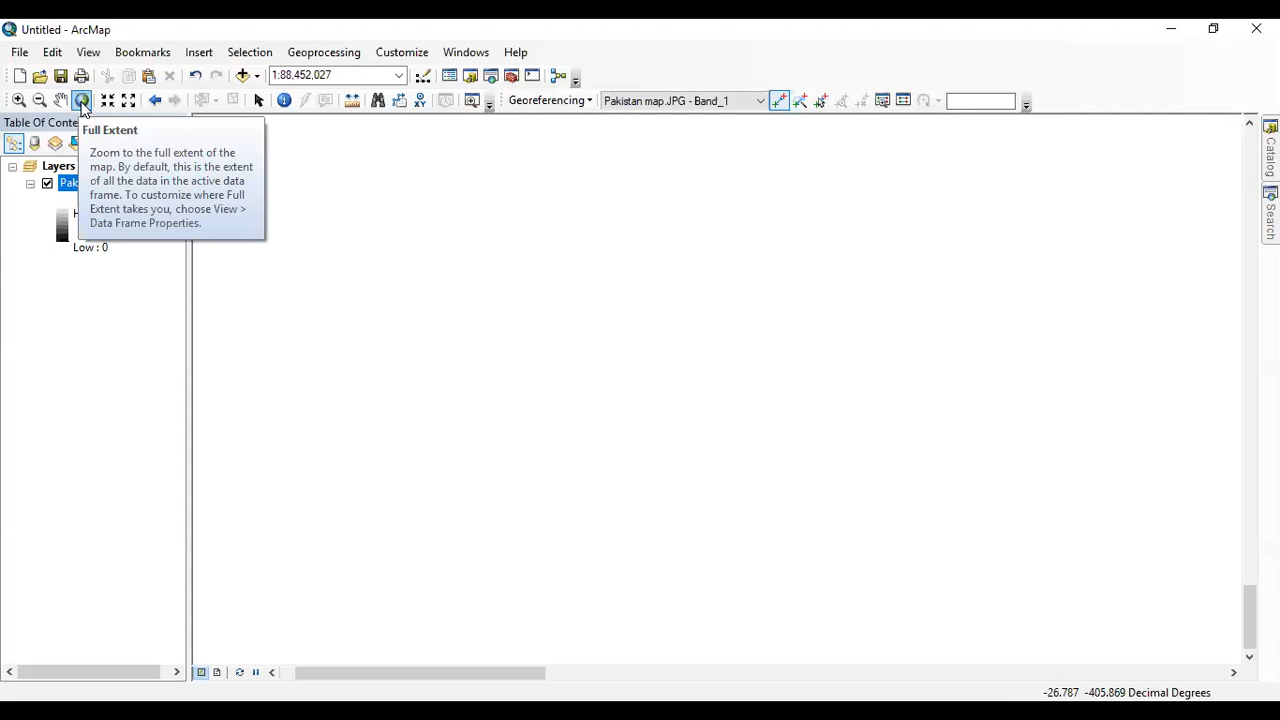 Untitled - ArcMap
File Edit View Bookmarks Insert Selection Geoprocessing Customize Windows Help
1:88,452,027
Georeferencing Pakistan map.JPG - Band_1
Table Of Conte
Full Extent
Zoom to the full extent of the
map. By default, this is the extent
of all the data in the active data
frame. To customize where Full
Extent takes you, choose View >
Data Frame Properties.
Layers
Pak
H
Low : 0
Catalog
Search
-26.787 -405.869 Decimal Degrees